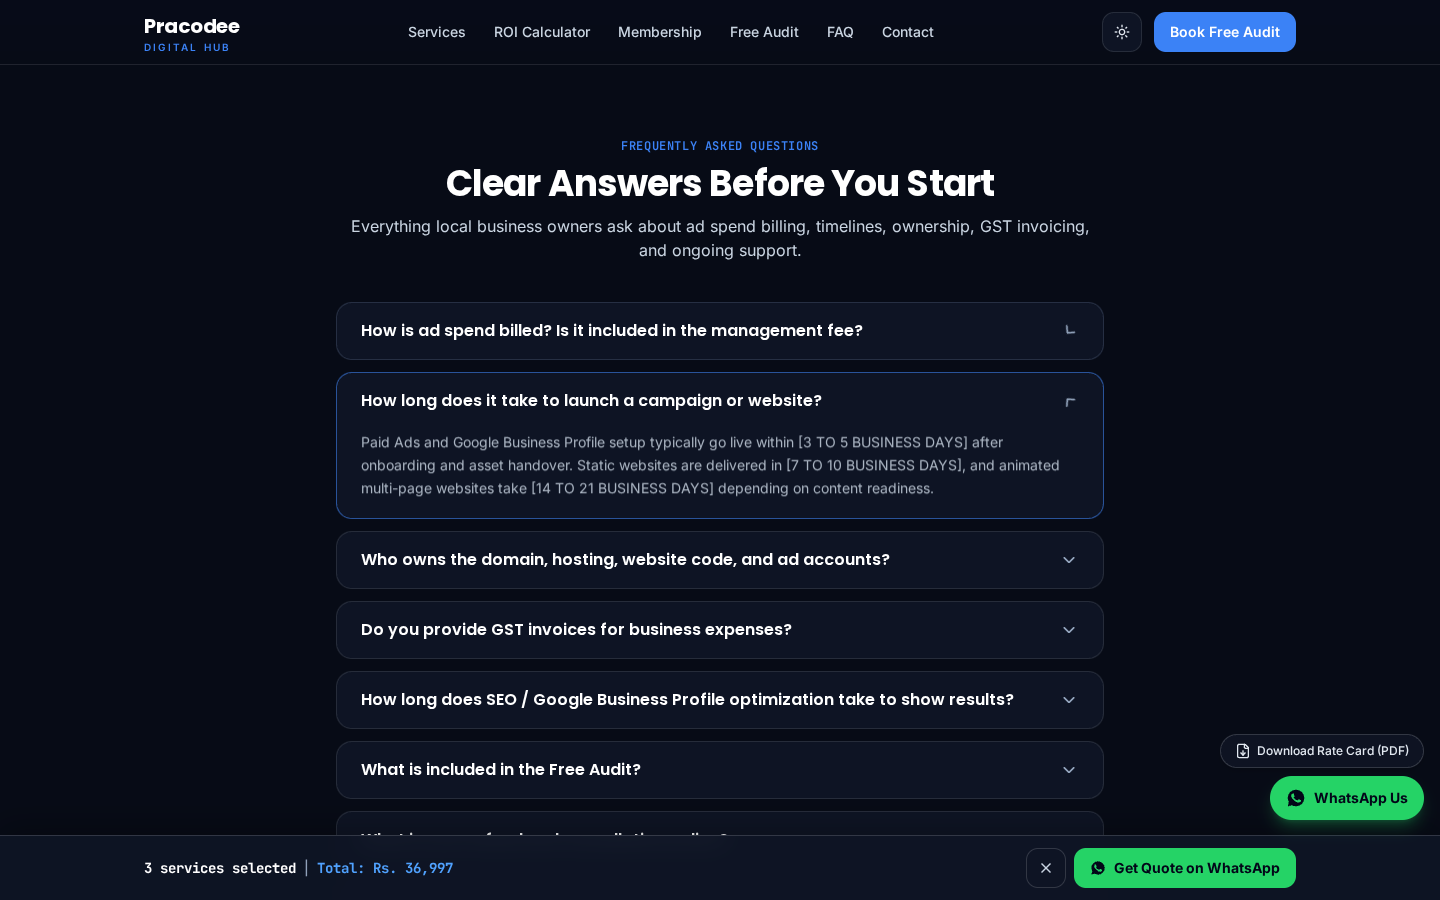 Pracodee
DIGITAL HUB
Services
ROI Calculator
Membership
Free Audit
FAQ
Contact
Book Free Audit
FREQUENTLY ASKED QUESTIONS
Clear Answers Before You Start
Everything local business owners ask about ad spend billing, timelines, ownership, GST invoicing,
and ongoing support.
How is ad spend billed? Is it included in the management fee?
How long does it take to launch a campaign or website?
Paid Ads and Google Business Profile setup typically go live within [3 TO 5 BUSINESS DAYS] after
onboarding and asset handover. Static websites are delivered in [7 TO 10 BUSINESS DAYS], and animated
multi-page websites take [14 TO 21 BUSINESS DAYS] depending on content readiness.
Who owns the domain, hosting, website code, and ad accounts?
Do you provide GST invoices for business expenses?
How long does SEO / Google Business Profile optimization take to show results?
What is included in the Free Audit?
Download Rate Card (PDF)
WhatsApp Us
3 services selected | Total: Rs. 36,997
Get Quote on WhatsApp